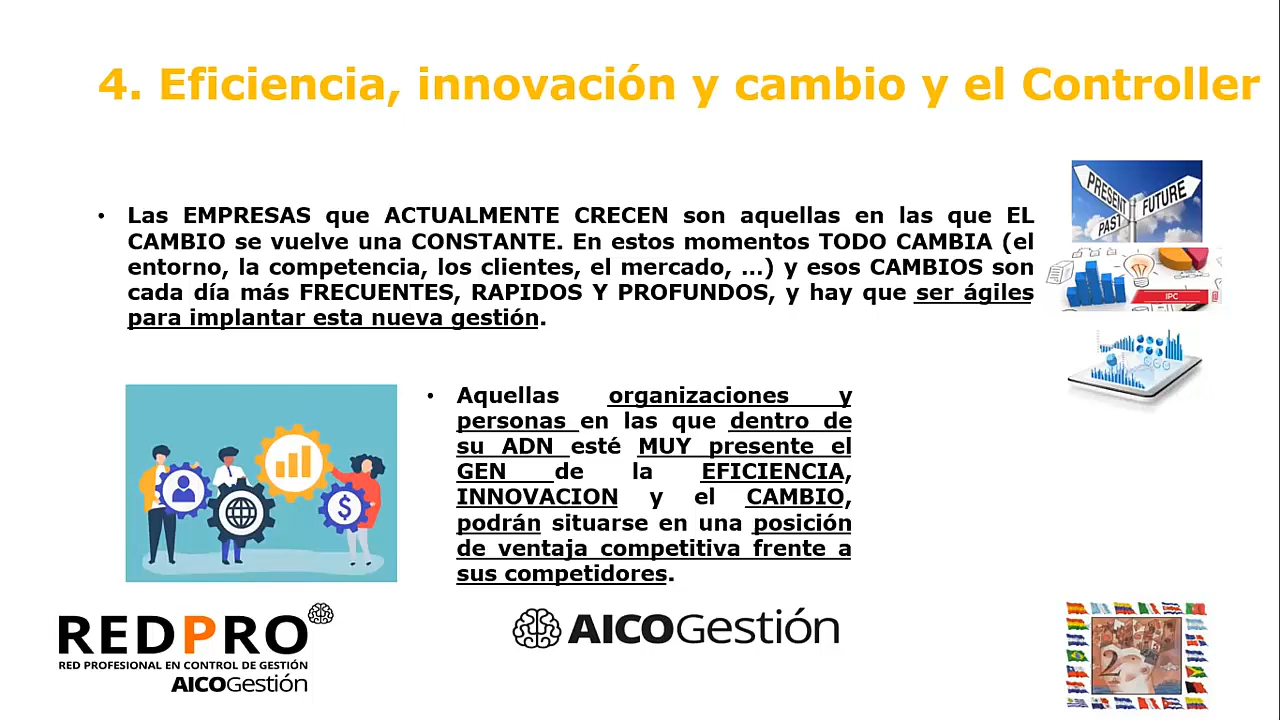 4. Eficiencia, innovación y cambio y el Controller
• Las EMPRESAS que ACTUALMENTE CRECEN son aquellas en las que EL
CAMBIO se vuelve una CONSTANTE. En estos momentos TODO CAMBIA (el
entorno, la competencia, los clientes, el mercado, …) y esos CAMBIOS son
cada día más FRECUENTES, RAPIDOS Y PROFUNDOS, y hay que ser ágiles
para implantar esta nueva gestión.
PRESENT
FUTURE
PAST
IPC
• Aquellas organizaciones y
personas en las que dentro de
su ADN esté MUY presente el
GEN de la EFICIENCIA,
INNOVACION y el CAMBIO,
podrán situarse en una posición
de ventaja competitiva frente a
sus competidores.
$
REDPRO
RED PROFESIONAL EN CONTROL DE GESTIÓN
AICOGestión
AICOGestión
2